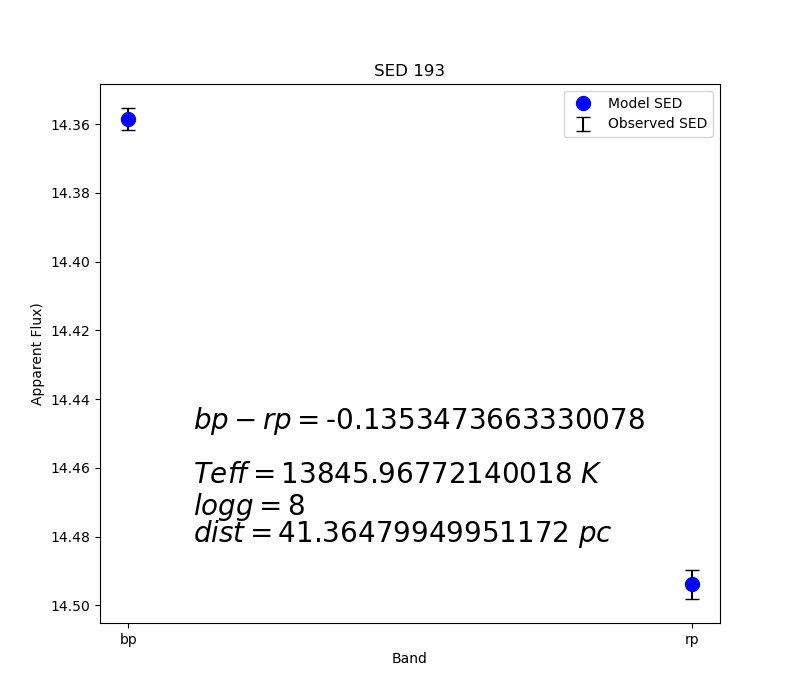 SED 193
Model SED
Observed SED
14.36
14.38
14.40
14.42
14.44
14.46
14.48
14.50
Apparent Flux)
bp − rp = -0.1353473663330078
Teff = 13845.96772140018 K
logg = 8
dist = 41.36479949951172 pc
bp
rp
Band